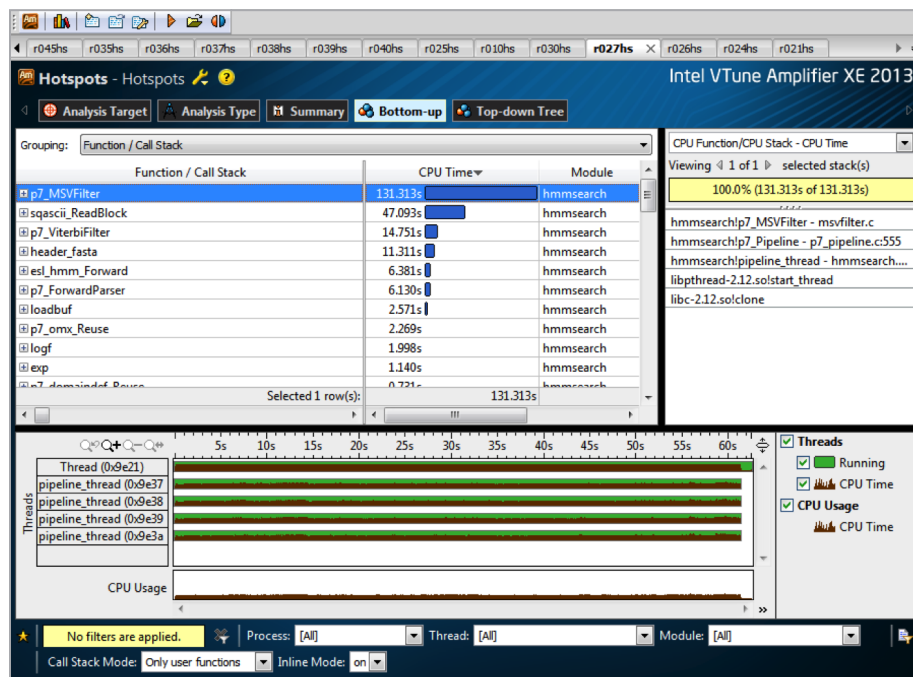 r045hs r035hs r036hs r037hs r038hs r039hs r040hs r025hs r010hs r030hs r027hs r026hs r024hs r021hs
Hotspots - Hotspots Intel VTune Amplifier XE 2013
Analysis Target Analysis Type Summary Bottom-up Top-down Tree
Grouping: Function / Call Stack
Function / Call Stack CPU Time Module
p7_MSVFilter 131.313s
sqascii_ReadBlock 47.093s hmmsearch
p7_ViterbiFilter 14.751s hmmsearch
header_fasta 11.311s hmmsearch
esl_hmm_Forward 6.381s hmmsearch
p7_ForwardParser 6.130s hmmsearch
loadbuf 2.571s hmmsearch
p7_omx_Reuse 2.269s hmmsearch
logf 1.998s hmmsearch
exp 1.140s hmmsearch
Selected 1 row(s): 131.313s
CPU Function/CPU Stack - CPU Time
Viewing 1 of 1 selected stack(s)
100.0% (131.313s of 131.313s)
hmmsearch!p7_MSVFilter - msvfilter.c
hmmsearch!p7_Pipeline - p7_pipeline.c:555
hmmsearch!pipeline_thread - hmmsearch....
libpthread-2.12.so!start_thread
libc-2.12.so!clone
5s 10s 15s 20s 25s 30s 35s 40s 45s 50s 55s 60s
Threads
Thread (0x9e21)
pipeline_thread (0x9e37
pipeline_thread (0x9e38
pipeline_thread (0x9e39
pipeline_thread (0x9e3a
CPU Usage
Threads
Running
CPU Time
CPU Usage
CPU Time
No filters are applied. Process: [All] Thread: [All] Module: [All]
Call Stack Mode: Only user functions Inline Mode: on